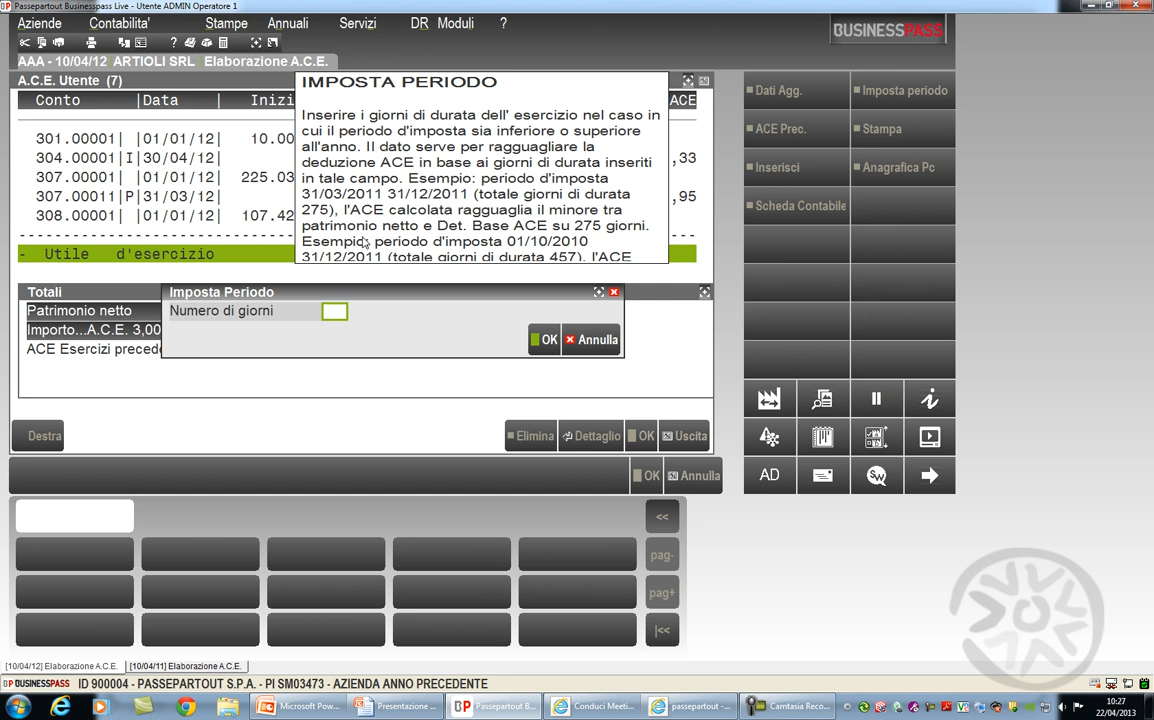 Passepartout Businesspass Live - Utente ADMIN Operatore 1
Aziende Contabilita' Stampe Annuali Servizi DR Moduli ?
BUSINESSPASS
AAA - 10/04/12 ARTIOLI SRL Elaborazione A.C.E.
A.C.E. Utente (7)
Conto |Data | Inizi
ACE
301.00001| |01/01/12| 10.00
304.00001|I|30/04/12|
,33
307.00001| |01/01/12| 225.03
307.00011|P|31/03/12|
,95
308.00001| |01/01/12| 107.42
- Utile d'esercizio
IMPOSTA PERIODO
Inserire i giorni di durata dell' esercizio nel caso in
cui il periodo d'imposta sia inferiore o superiore
all'anno. Il dato serve per ragguagliare la
deduzione ACE in base ai giorni di durata inseriti
in tale campo. Esempio: periodo d'imposta
31/03/2011 31/12/2011 (totale giorni di durata
275), l'ACE calcolata ragguaglia il minore tra
patrimonio netto e Det. Base ACE su 275 giorni.
Esempio periodo d'imposta 01/10/2010
31/12/2011 (totale giorni di durata 457), l'ACE
Totali
Patrimonio netto
Importo...A.C.E. 3,00
ACE Esercizi preced
Imposta Periodo
Numero di giorni
OK Annulla
Destra
Elimina Dettaglio OK Uscita
OK Annulla
Dati Agg. Imposta periodo
ACE Prec. Stampa
Inserisci Anagrafica Pc
Scheda Contabile
AD
SW
<<
pag-
pag+
|<<
[10/04/12] Elaborazione A.C.E. [10/04/11] Elaborazione A.C.E.
BUSINESSPASS ID 900004 - PASSEPARTOUT S.P.A. - PI SM03473 - AZIENDA ANNO PRECEDENTE
Microsoft Pow... Presentazione ... Passepartout B... Conduci Meeti... passepartout -... Camtasia Reco...
10:27
22/04/2013